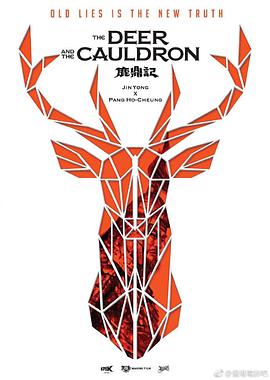 OLD LIES IS THE NEW TRUTH
THE DEER
AND THE CAULDRON
鹿鼎記
JIN YONG
X
PANG HO-CHEUNG